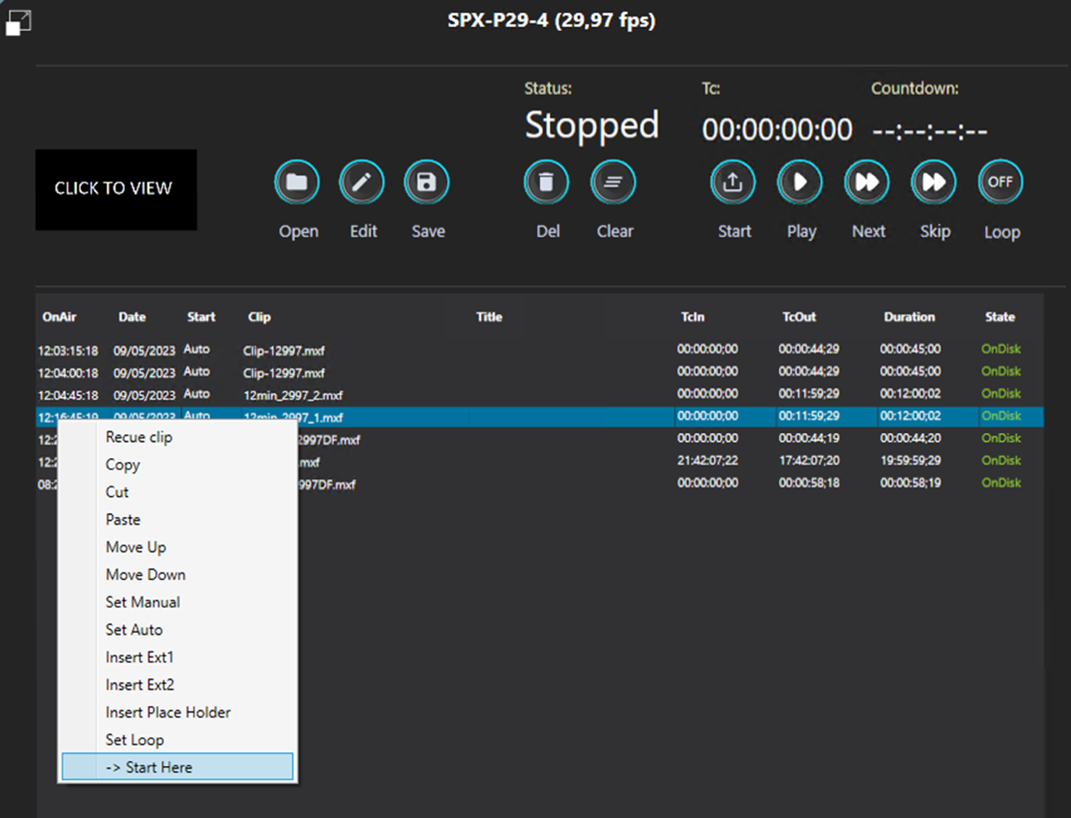 SPX-P29-4 (29,97 fps)
Status: Tc: Countdown:
Stopped 00:00:00:00 --:--:--:--
CLICK TO VIEW
OFF
Open Edit Save Del Clear Start Play Next Skip Loop
OnAir Date Start Clip Title TcIn TcOut Duration State
12:03:15:18 09/05/2023 Auto Clip-12997.mxf 00:00:00;00 00:00:44;29 00:00:45;00 OnDisk
12:04:00:18 09/05/2023 Auto Clip-12997.mxf 00:00:00;00 00:00:44;29 00:00:45;00 OnDisk
12:04:45:18 09/05/2023 Auto 12min_2997_2.mxf 00:00:00;00 00:11:59;29 00:12:00;02 OnDisk
12:16:45:19 09/05/2023 Auto 12min_2997_1.mxf 00:00:00;00 00:11:59;29 00:12:00;02 OnDisk
12:2 2997DF.mxf 00:00:00;00 00:00:44;19 00:00:44;20 OnDisk
12:2 .mxf 21:42:07;22 17:42:07;20 19:59:59;29 OnDisk
08:2 997DF.mxf 00:00:00;00 00:00:58;18 00:00:58;19 OnDisk
Recue clip
Copy
Cut
Paste
Move Up
Move Down
Set Manual
Set Auto
Insert Ext1
Insert Ext2
Insert Place Holder
Set Loop
-> Start Here